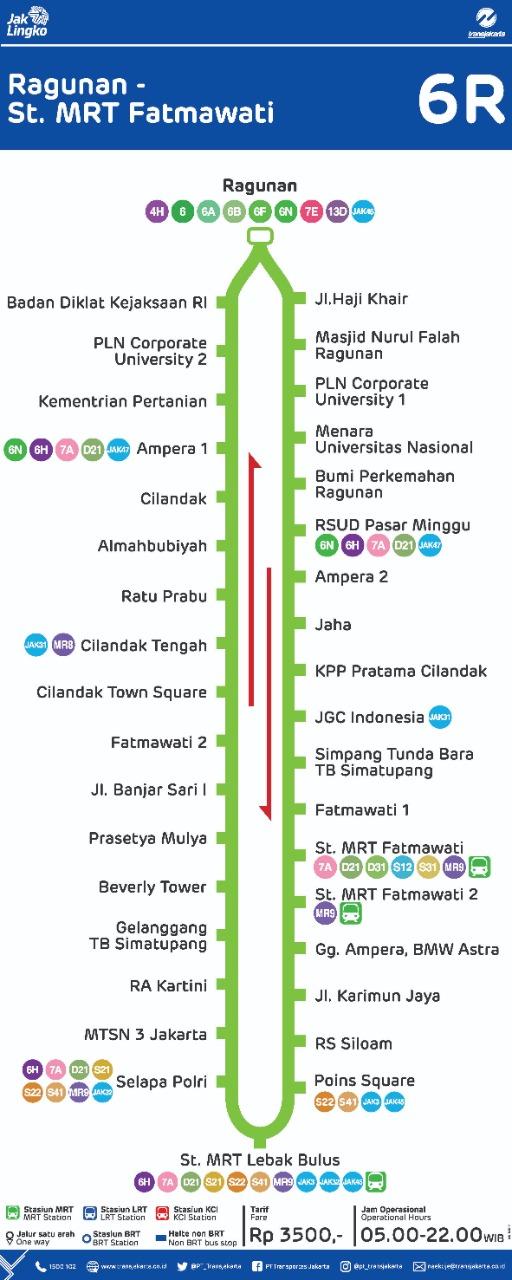 Jak
Lingko
transjakarta
Ragunan -
St. MRT Fatmawati
6R
Ragunan
4H 6 6A 6B 6F 6N 7E 13D JAK46
Badan Diklat Kejaksaan RI
PLN Corporate
University 2
Kementrian Pertanian
6N 6H 7A D21 JAK47 Ampera 1
Cilandak
Almahbubiyah
Ratu Prabu
JAK31 MR8 Cilandak Tengah
Cilandak Town Square
Fatmawati 2
Jl. Banjar Sari I
Prasetya Mulya
Beverly Tower
Gelanggang
TB Simatupang
RA Kartini
MTSN 3 Jakarta
6H 7A D21 S21
S22 S41 MR9 JAK32
Selapa Polri
Jl.Haji Khair
Masjid Nurul Falah
Ragunan
PLN Corporate
University 1
Menara
Universitas Nasional
Bumi Perkemahan
Ragunan
RSUD Pasar Minggu
6N 6H 7A D21 JAK47
Ampera 2
Jaha
KPP Pratama Cilandak
JGC Indonesia JAK31
Simpang Tunda Bara
TB Simatupang
Fatmawati 1
St. MRT Fatmawati
7A D21 D31 S12 S31 MR9
St. MRT Fatmawati 2
MR9
Gg. Ampera, BMW Astra
Jl. Karimun Jaya
RS Siloam
Poins Square
S22 S41 JAK3 JAK45
St. MRT Lebak Bulus
6H 7A D21 S21 S22 S41 MR9 JAK3 JAK32 JAK45
Stasiun MRT
MRT Station
Stasiun LRT
LRT Station
Stasiun KCI
KCI Station
Jalur satu arah
One way
Stasiun BRT
BRT Station
Halte non BRT
Non BRT bus stop
Tarif
Fare
Rp 3500,-
Jam Operasional
Operational Hours
05.00-22.00 WIB
1500 102
www.transjakarta.co.id
@PT_Transjakarta
PT Transportasi Jakarta
@pt_transjakarta